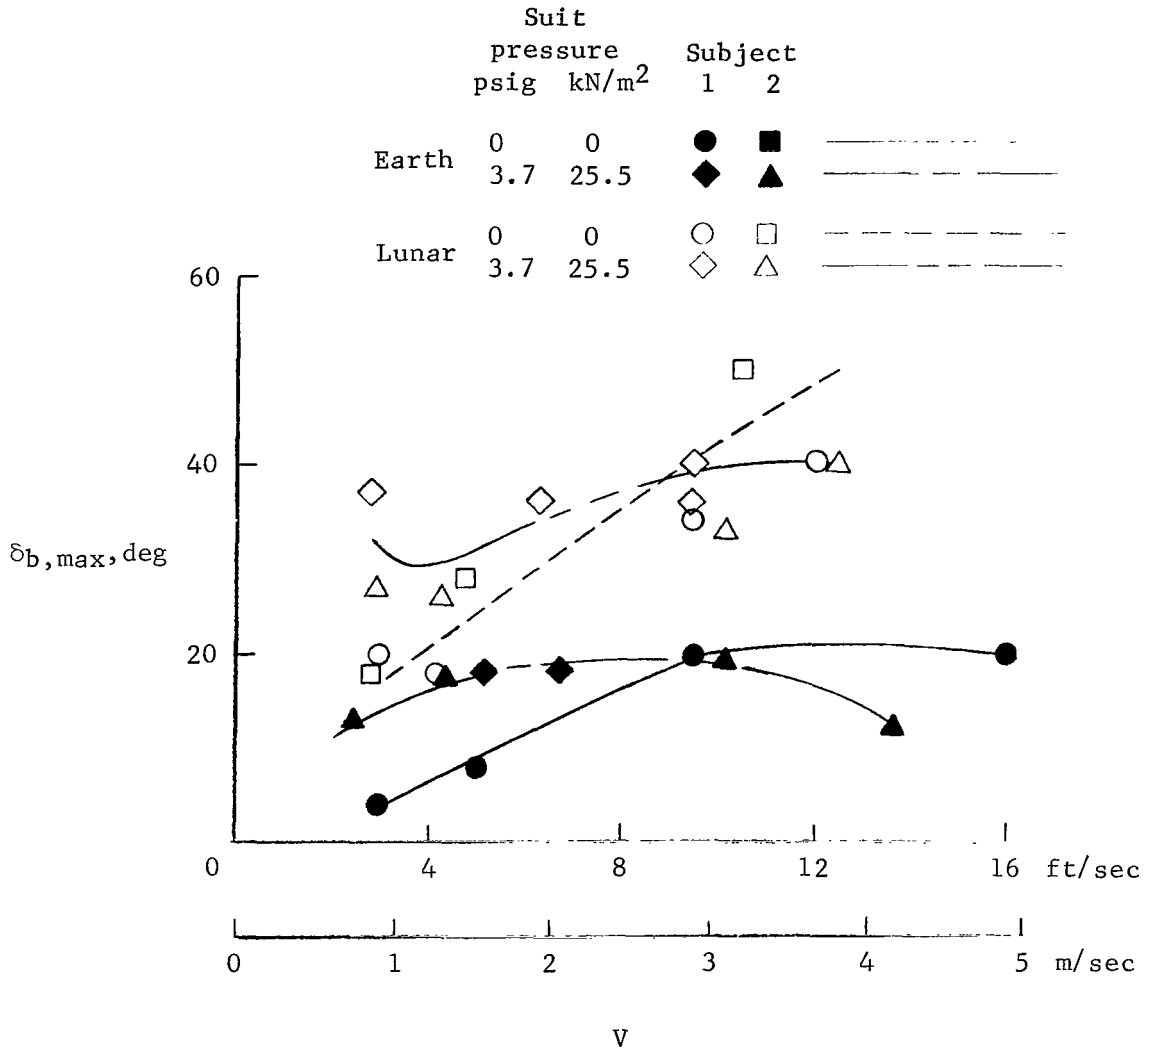 Suit
pressure Subject
psig kN/m2 1 2
Earth
0 0
3.7 25.5
Lunar
0 0
3.7 25.5
60
40
δb,max,deg
20
0 4 8 12 16 ft/sec
0 1 2 3 4 5 m/sec
V